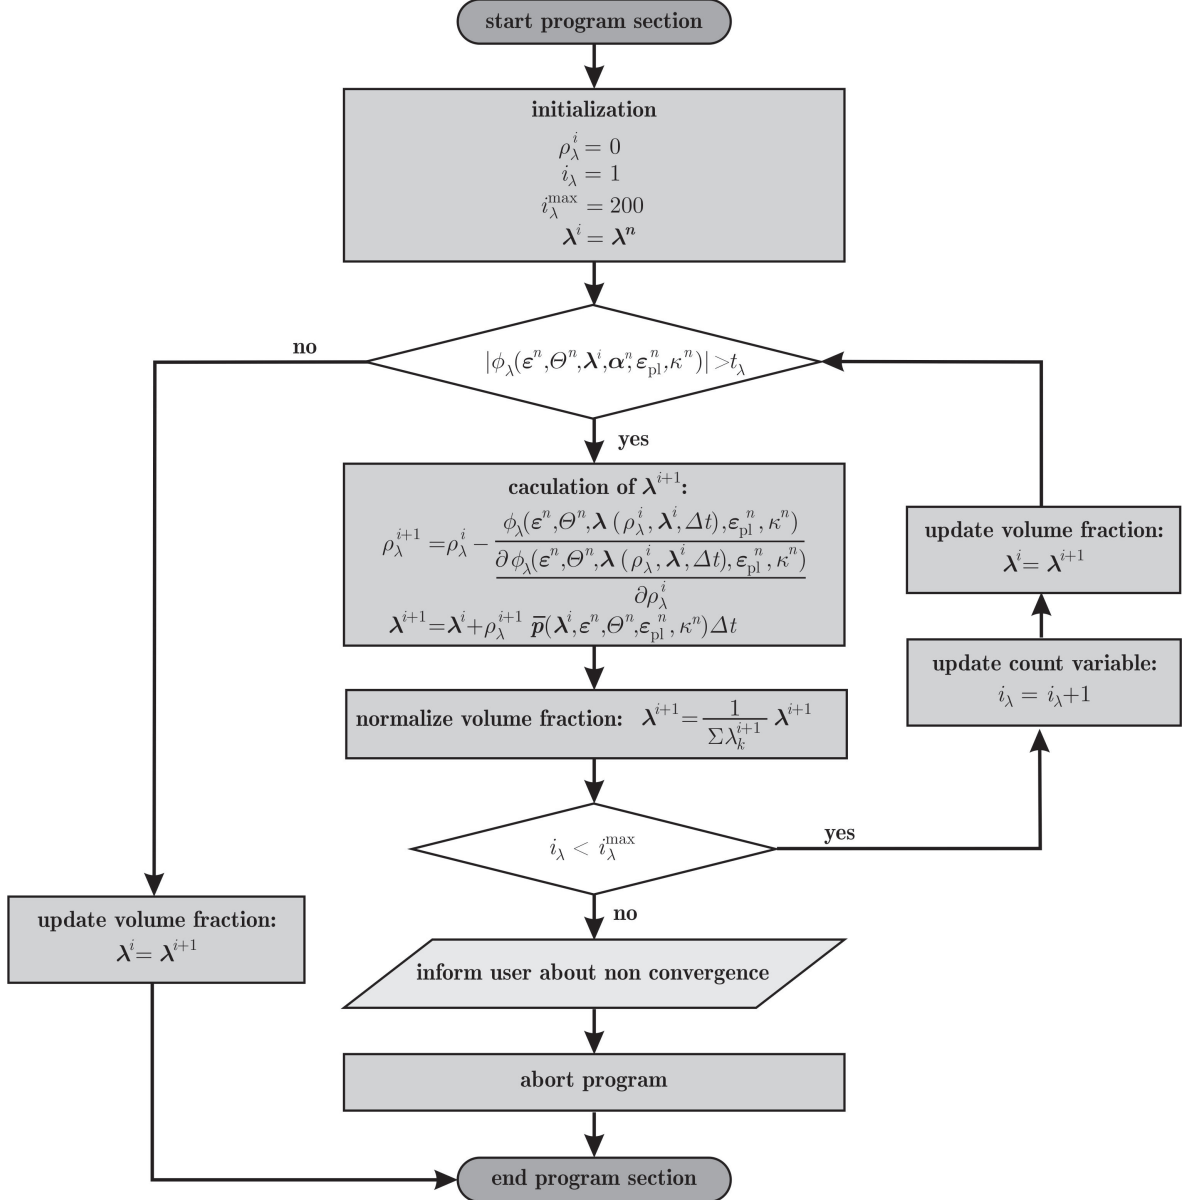 start program section
initialization
ρ_λ^i = 0
i_λ = 1
i_λ^max = 200
λ^i = λ^n
no
|ϕ_λ(ε^n,Θ^n,λ^i,α^n,ε_pl^n,κ^n)|>t_λ
yes
caculation of λ^{i+1}:
ρ_λ^{i+1} =ρ_λ^i − ϕ_λ(ε^n,Θ^n,λ (ρ_λ^i, λ^i,Δt),ε_pl^n, κ^n)
∂ϕ_λ(ε^n,Θ^n,λ (ρ_λ^i, λ^i,Δt),ε_pl^n, κ^n)
∂ρ_λ^i
λ^{i+1}=λ^i+ρ_λ^{i+1} p̅(λ^i,ε^n,Θ^n,ε_pl^n, κ^n)Δt
update volume fraction:
λ^i= λ^{i+1}
update count variable:
i_λ = i_λ+1
normalize volume fraction: λ^{i+1}= 1/Σλ_k^{i+1} λ^{i+1}
i_λ < i_λ^max
yes
no
update volume fraction:
λ^i= λ^{i+1}
inform user about non convergence
abort program
end program section